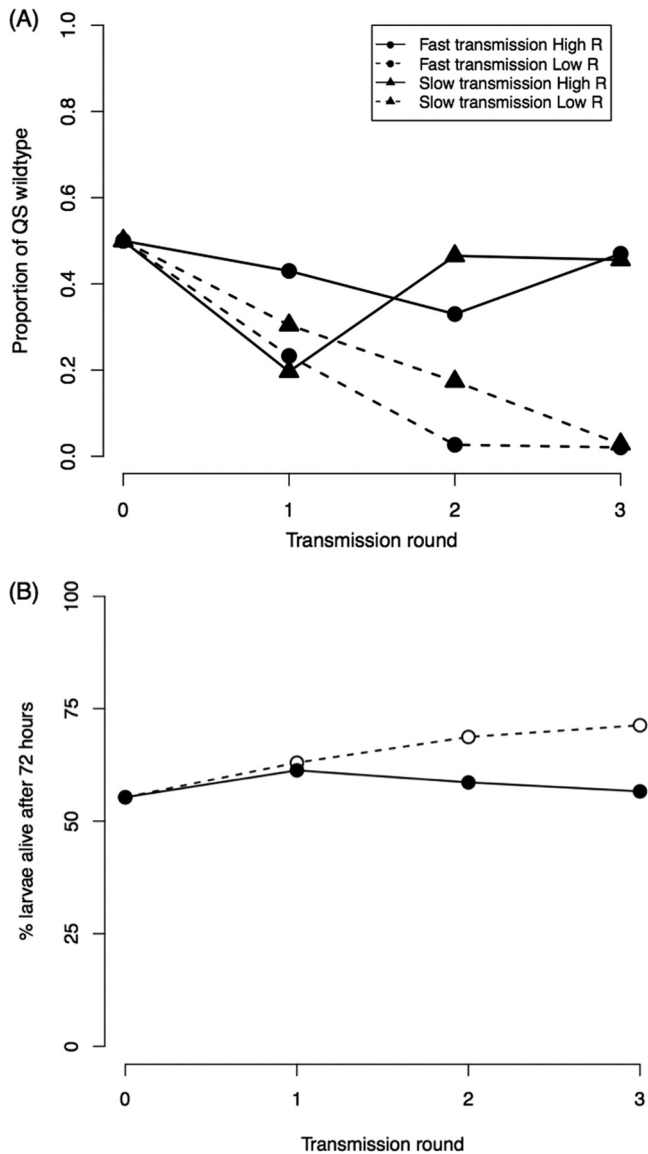 (A)
Proportion of QS wildtype
1.0
0.8
0.6
0.4
0.2
0.0
Fast transmission High R
Fast transmission Low R
Slow transmission High R
Slow transmission Low R
0 1 2 3
Transmission round
(B)
% larvae alive after 72 hours
100
75
50
25
0
0 1 2 3
Transmission round